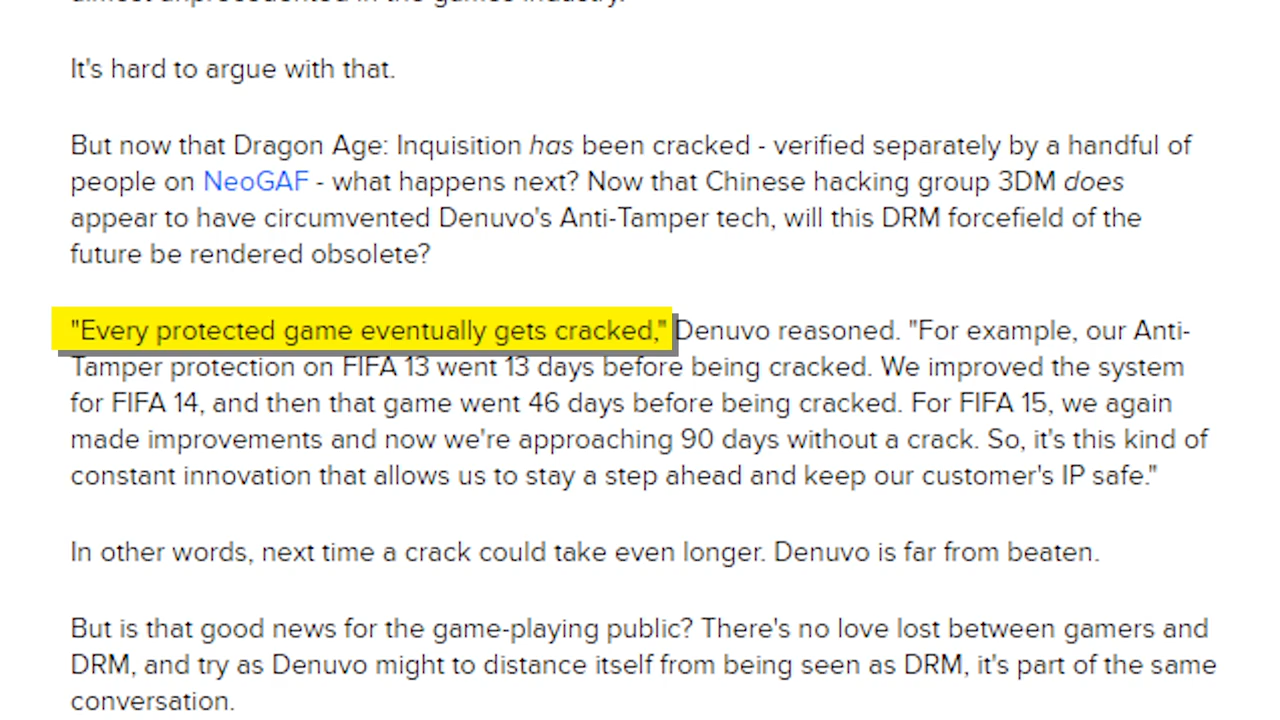 It's hard to argue with that.
But now that Dragon Age: Inquisition has been cracked - verified separately by a handful of
people on NeoGAF - what happens next? Now that Chinese hacking group 3DM does
appear to have circumvented Denuvo's Anti-Tamper tech, will this DRM forcefield of the
future be rendered obsolete?
"Every protected game eventually gets cracked," Denuvo reasoned. "For example, our Anti-
Tamper protection on FIFA 13 went 13 days before being cracked. We improved the system
for FIFA 14, and then that game went 46 days before being cracked. For FIFA 15, we again
made improvements and now we're approaching 90 days without a crack. So, it's this kind of
constant innovation that allows us to stay a step ahead and keep our customer's IP safe."
In other words, next time a crack could take even longer. Denuvo is far from beaten.
But is that good news for the game-playing public? There's no love lost between gamers and
DRM, and try as Denuvo might to distance itself from being seen as DRM, it's part of the same
conversation.